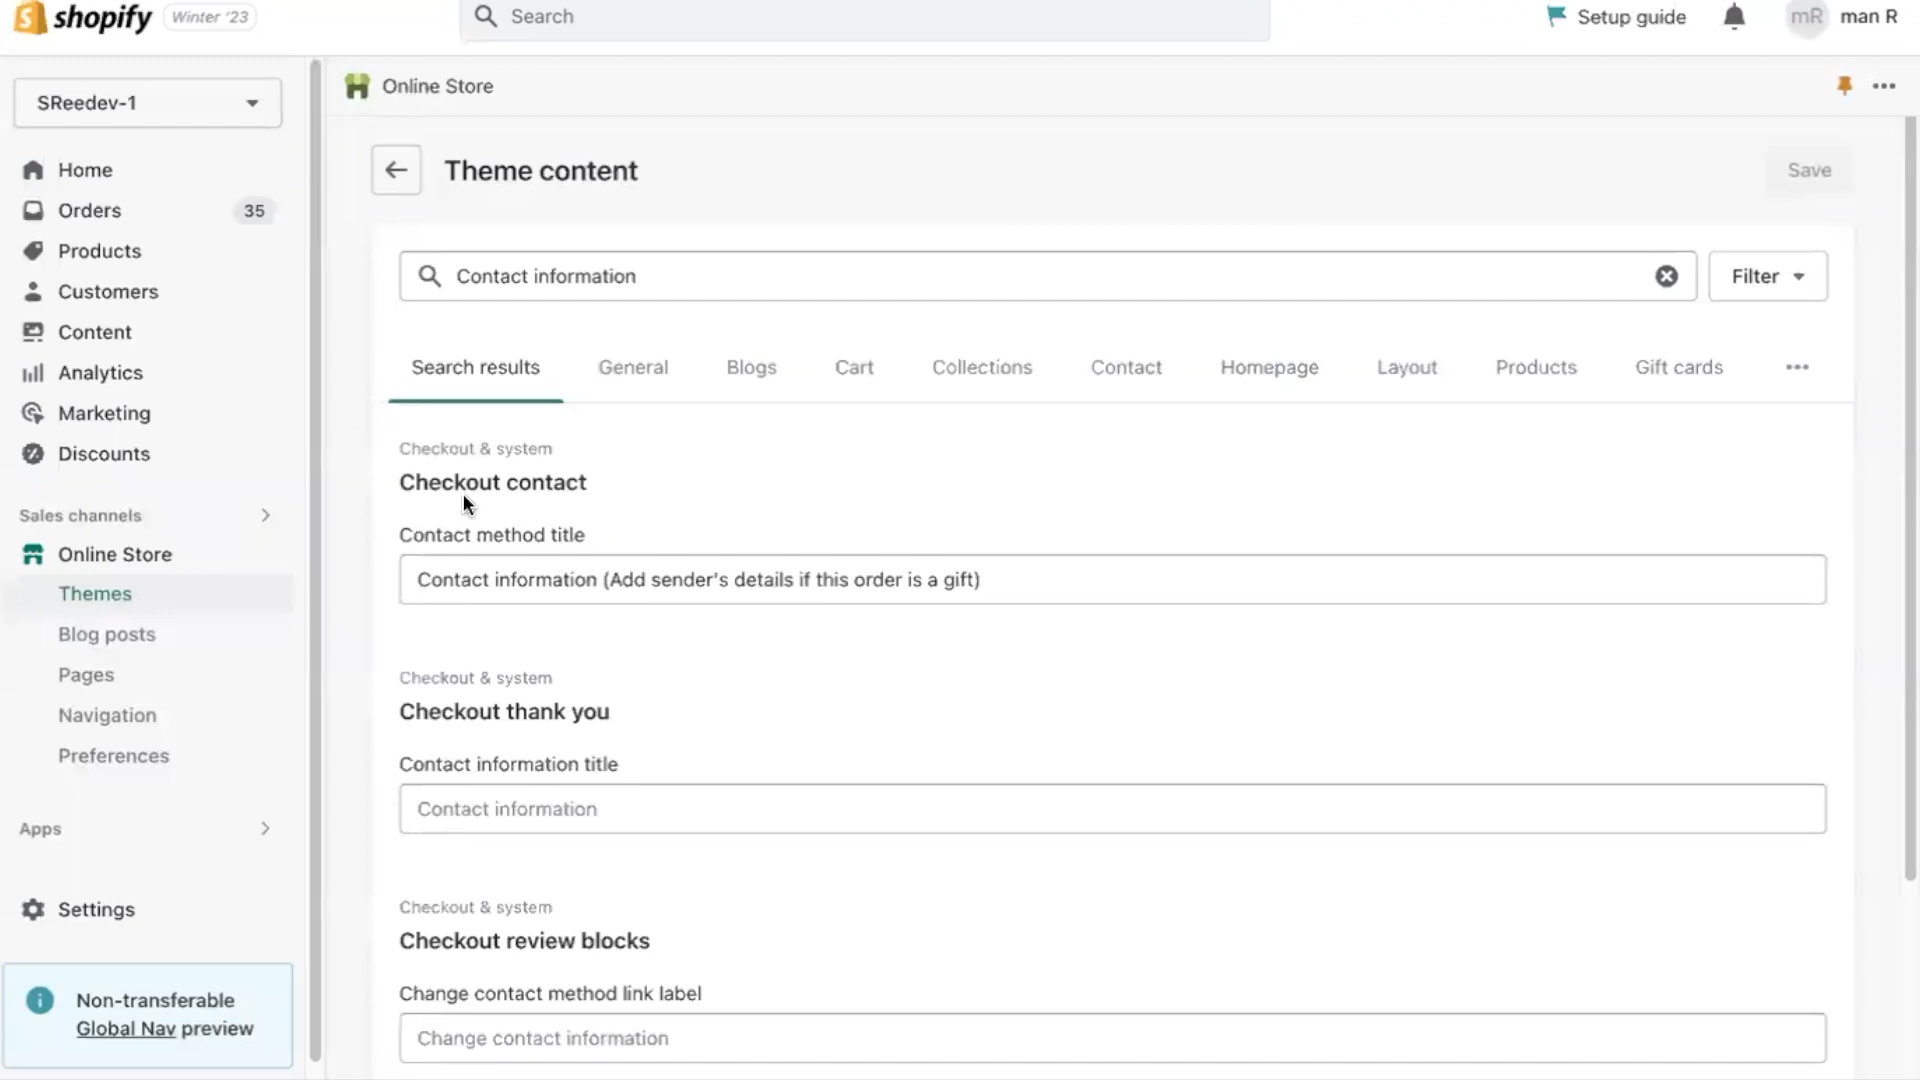 shopify Winter '23
Search
Setup guide
mR man R
SReedev-1
Home
Orders 35
Products
Customers
Content
Analytics
Marketing
Discounts
Sales channels
Online Store
Themes
Blog posts
Pages
Navigation
Preferences
Apps
Settings
Non-transferable
Global Nav preview
Online Store
Theme content
Save
Contact information
Filter
Search results General Blogs Cart Collections Contact Homepage Layout Products Gift cards
Checkout & system
Checkout contact
Contact method title
Contact information (Add sender's details if this order is a gift)
Checkout & system
Checkout thank you
Contact information title
Contact information
Checkout & system
Checkout review blocks
Change contact method link label
Change contact information